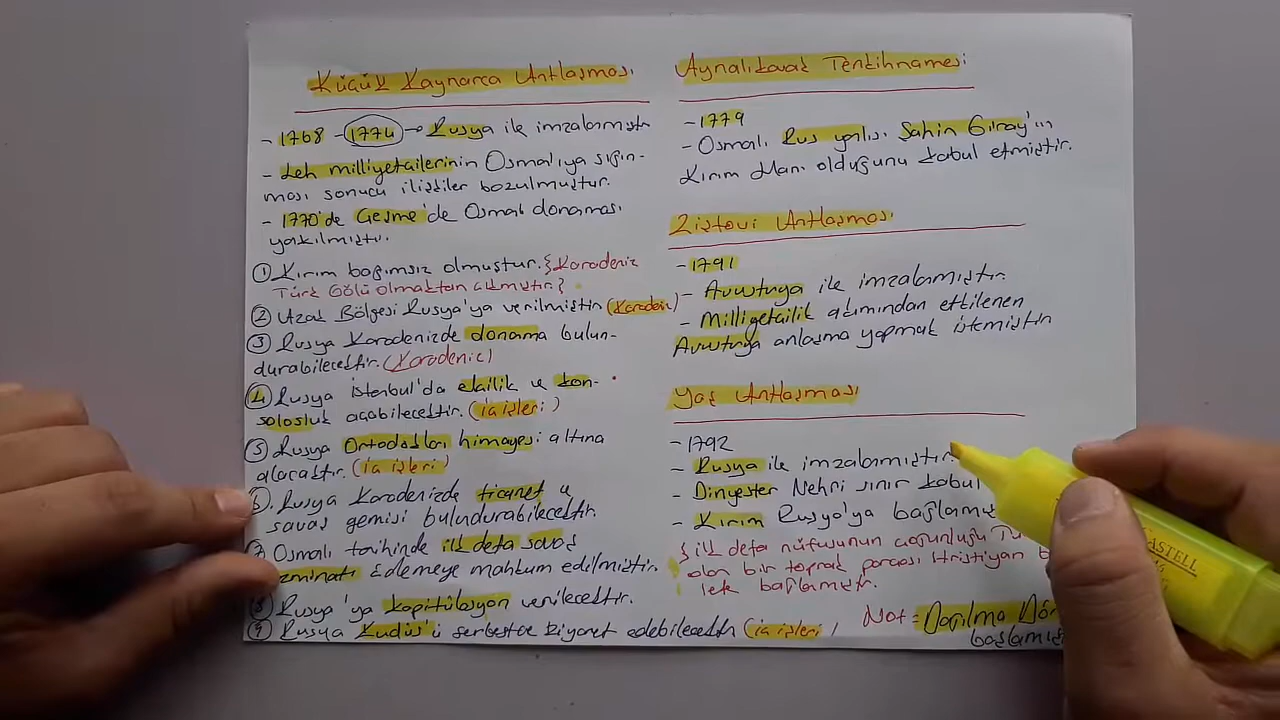 Küçük Kaynarca Antlaşması
- 1768 - 1774 → Rusya ile imzalanmıştır
- Leh milliyetçilerinin Osmanlıya sığın-
ması sonucu ilişkiler bozulmuştur.
- 1770'de Çeşme'de Osmanlı donanması
yakılmıştır.
① Kırım bağımsız olmuştur. {Karadeniz
Türk Gölü olmaktan çıkmıştır}
② Azak Bölgesi Rusya'ya verilmiştir (Karadeniz)
③ Rusya Karadenizde donama bulun-
durabilecektir. (Karadeniz)
④ Rusya İstanbul'da elçilik ve kon-
solosluk açabilecektir. (iç işleri)
⑤ Rusya Ortodoksları himayesi altına
alacaktır. (iç işleri)
⑥. Rusya Karadenizde ticaret ve
savaş gemisi bulundurabilecektir.
⑦ Osmalı tarihinde ilk defa savaş
zminatı ödemeye mahkum edilmiştir.
⑧ Rusya'ya kapitülasyon verilecektir.
⑨ Rusya Kudüs'ü serbestçe ziyaret edebilecektir (iç işleri)
Aynalıkavak Tenkihnamesi
- 1779
- Osmalı, Rus yanlısı Şahin Giray'ın
Kırım Hanı olduğunu kabul etmiştir.
Ziştovi Antlaşması
- 1791
- Avusturya ile imzalanmıştır.
- Milliyetçilik akımından etkilenen
Avusturya anlaşma yapmak istemiştir
Yaş Antlaşması
- 1792
- Rusya ile imzalanmıştır.
- Dinyester Nehri sınır kabul
- Kırım Rusya'ya bağlanmış
{ilk defa nüfusunun çoğunluğu Tü
olan bir toprak parçası Hristiyan b
lete bağlanmıştır.
Not = Dağılma Dön
başlamış